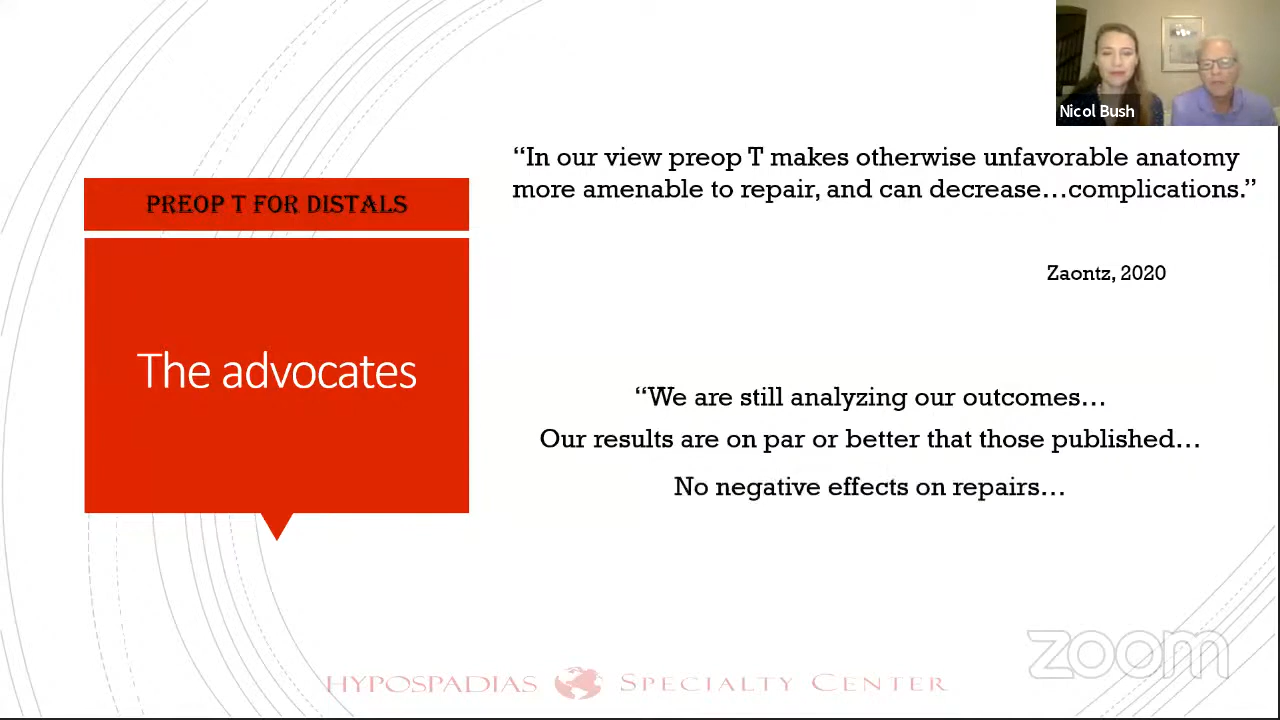 Nicol Bush
PREOP T FOR DISTALS
The advocates
“In our view preop T makes otherwise unfavorable anatomy
more amenable to repair, and can decrease…complications.”
Zaontz, 2020
“We are still analyzing our outcomes…
Our results are on par or better that those published…
No negative effects on repairs…
zoom
HYPOSPADIAS SPECIALTY CENTER